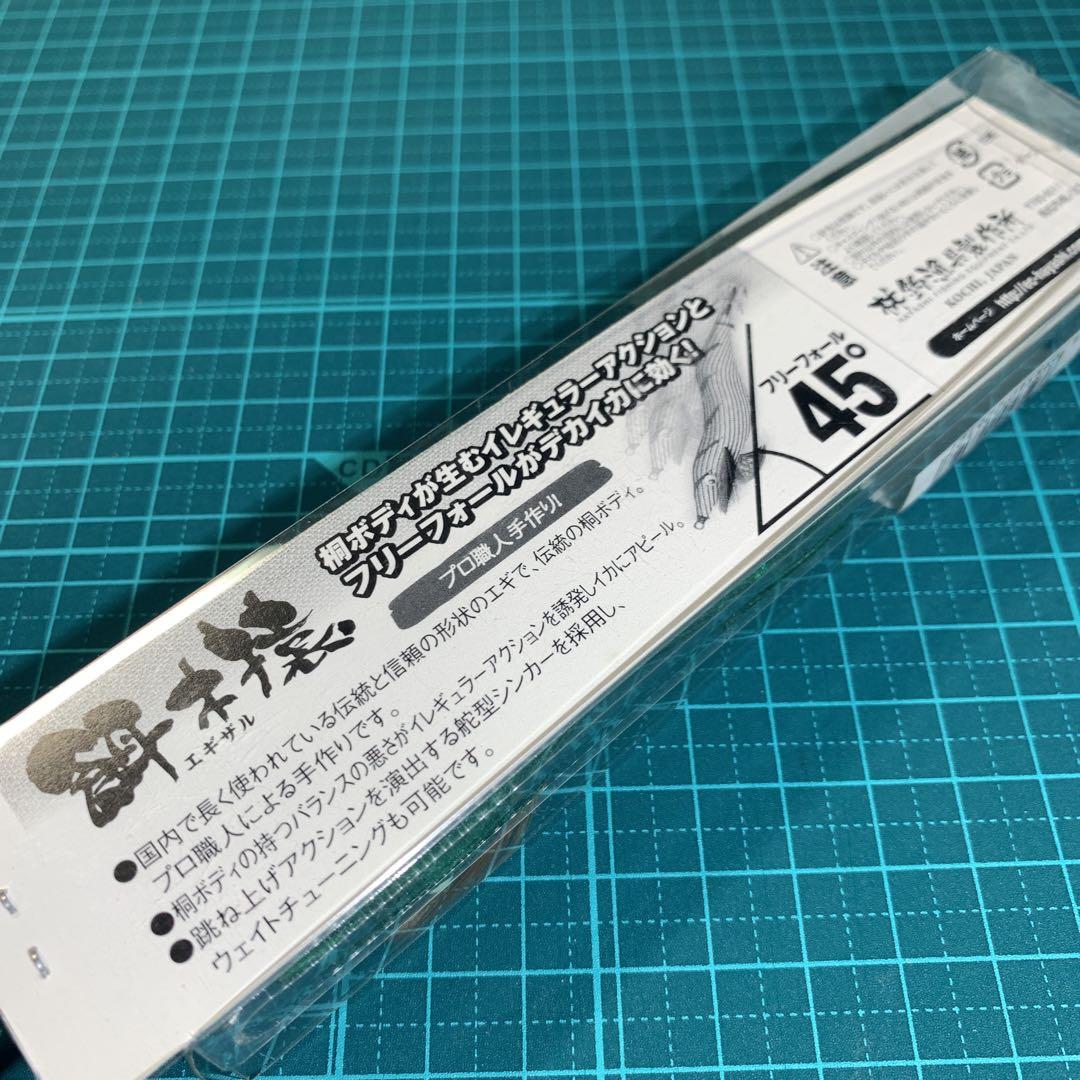 エギザル
桐ボディが生むイレギュラーアクションと
フリーフォールがデカイカに効く!
プロ職人手作り!
●国内で長く使われている伝統と信頼の形状のエギで、伝統の桐ボディ。
プロ職人による手作りです。
●桐ボディの持つバランスの悪さがイレギュラーアクションを誘発しイカにアピール。
●跳ね上げアクションを演出する舵型シンカーを採用し、
ウェイトチューニングも可能です。
フリーフォール
45°
注意
林釣漁具製作所
KOCHI, JAPAN
ホームページ
CD